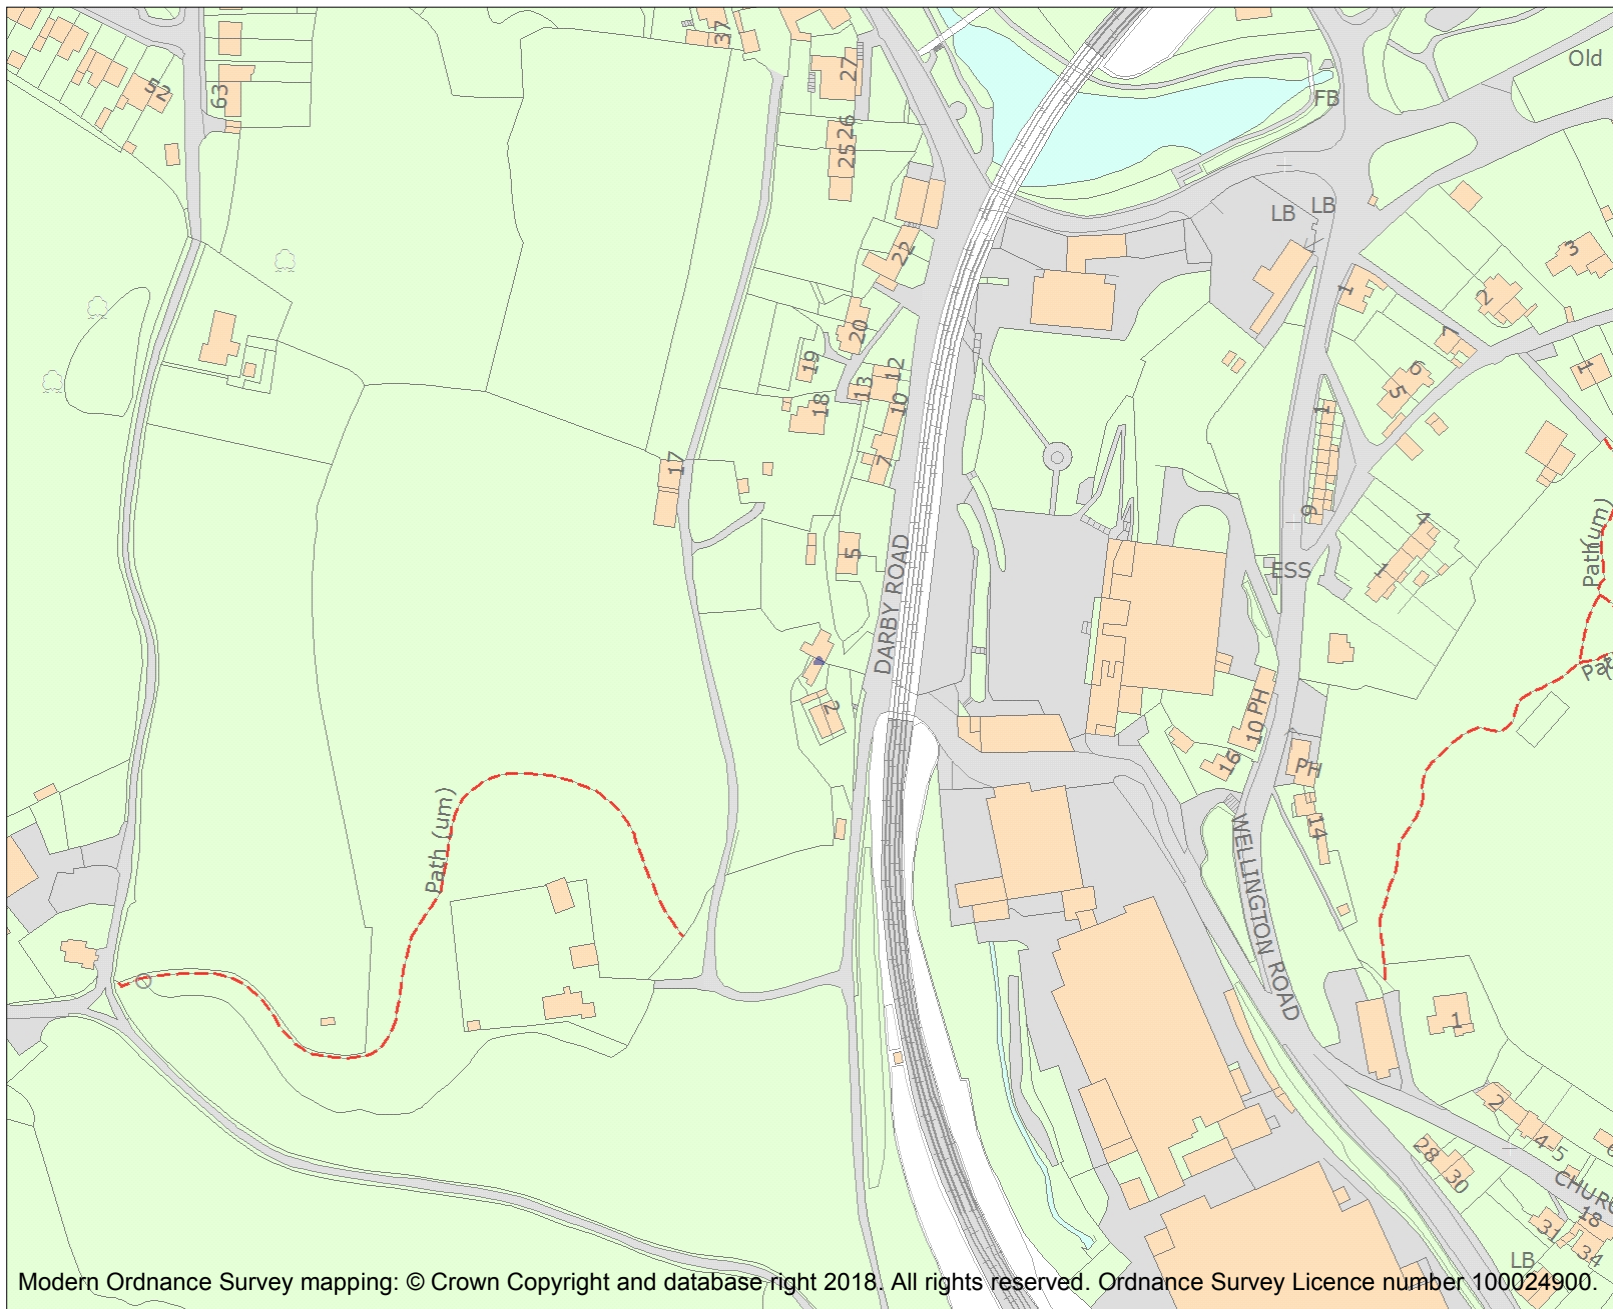 37
52
63
27
Old
FB
26
25
LB
LB
22
3
1
2
20
7
19
12
6
1
13
5
18
10
1
17
7
9
4
DARBY ROAD
5
Path (um)
ESS
1
Path
2
10 PH
16
PH
Path (um)
14
WELLINGTON ROAD
1
2
4-5
28
30
CHURC
18
31
34
LB
Modern Ordnance Survey mapping: © Crown Copyright and database right 2018. All rights reserved. Ordnance Survey Licence number 100024900.